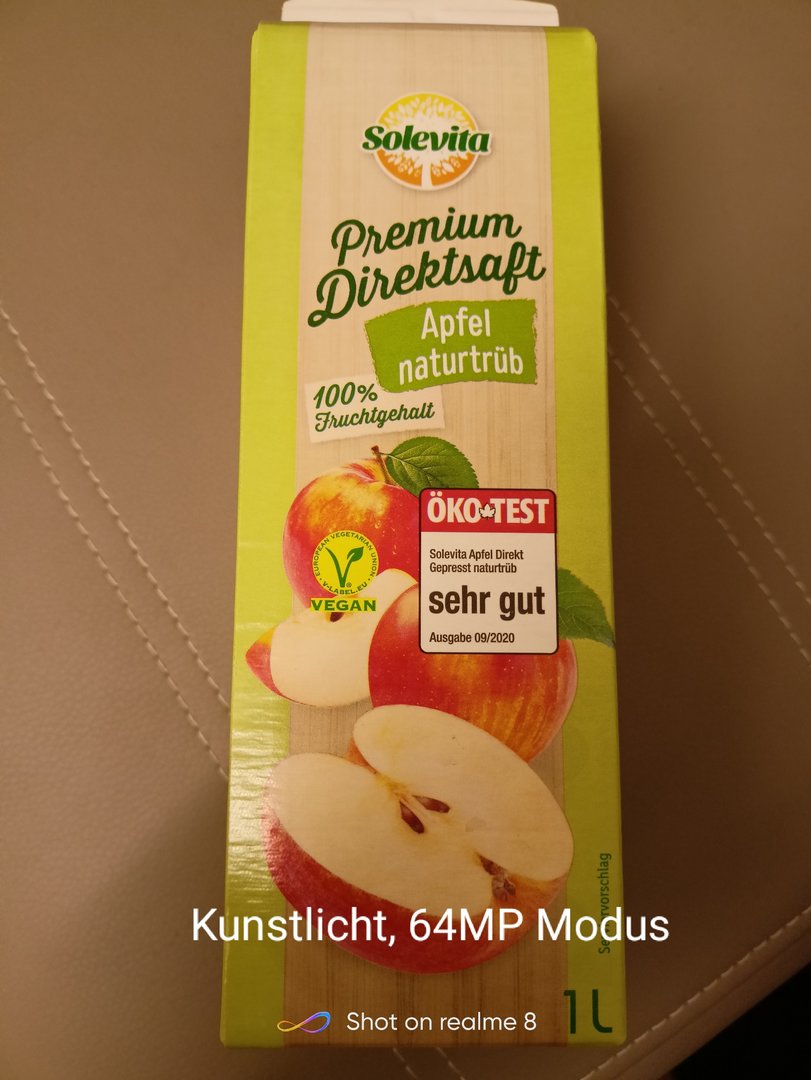 Solevita
Premium
Direktsaft
Apfel
naturtrüb
100%
Fruchtgehalt
ÖKO TEST
Solevita Apfel Direkt
Gepresst naturtrüb
sehr gut
Ausgabe 09/2020
EUROPEAN VEGETARIAN UNION
V-LABEL.EU
VEGAN
Kunstlicht, 64MP Modus
Shot on realme 8
1L